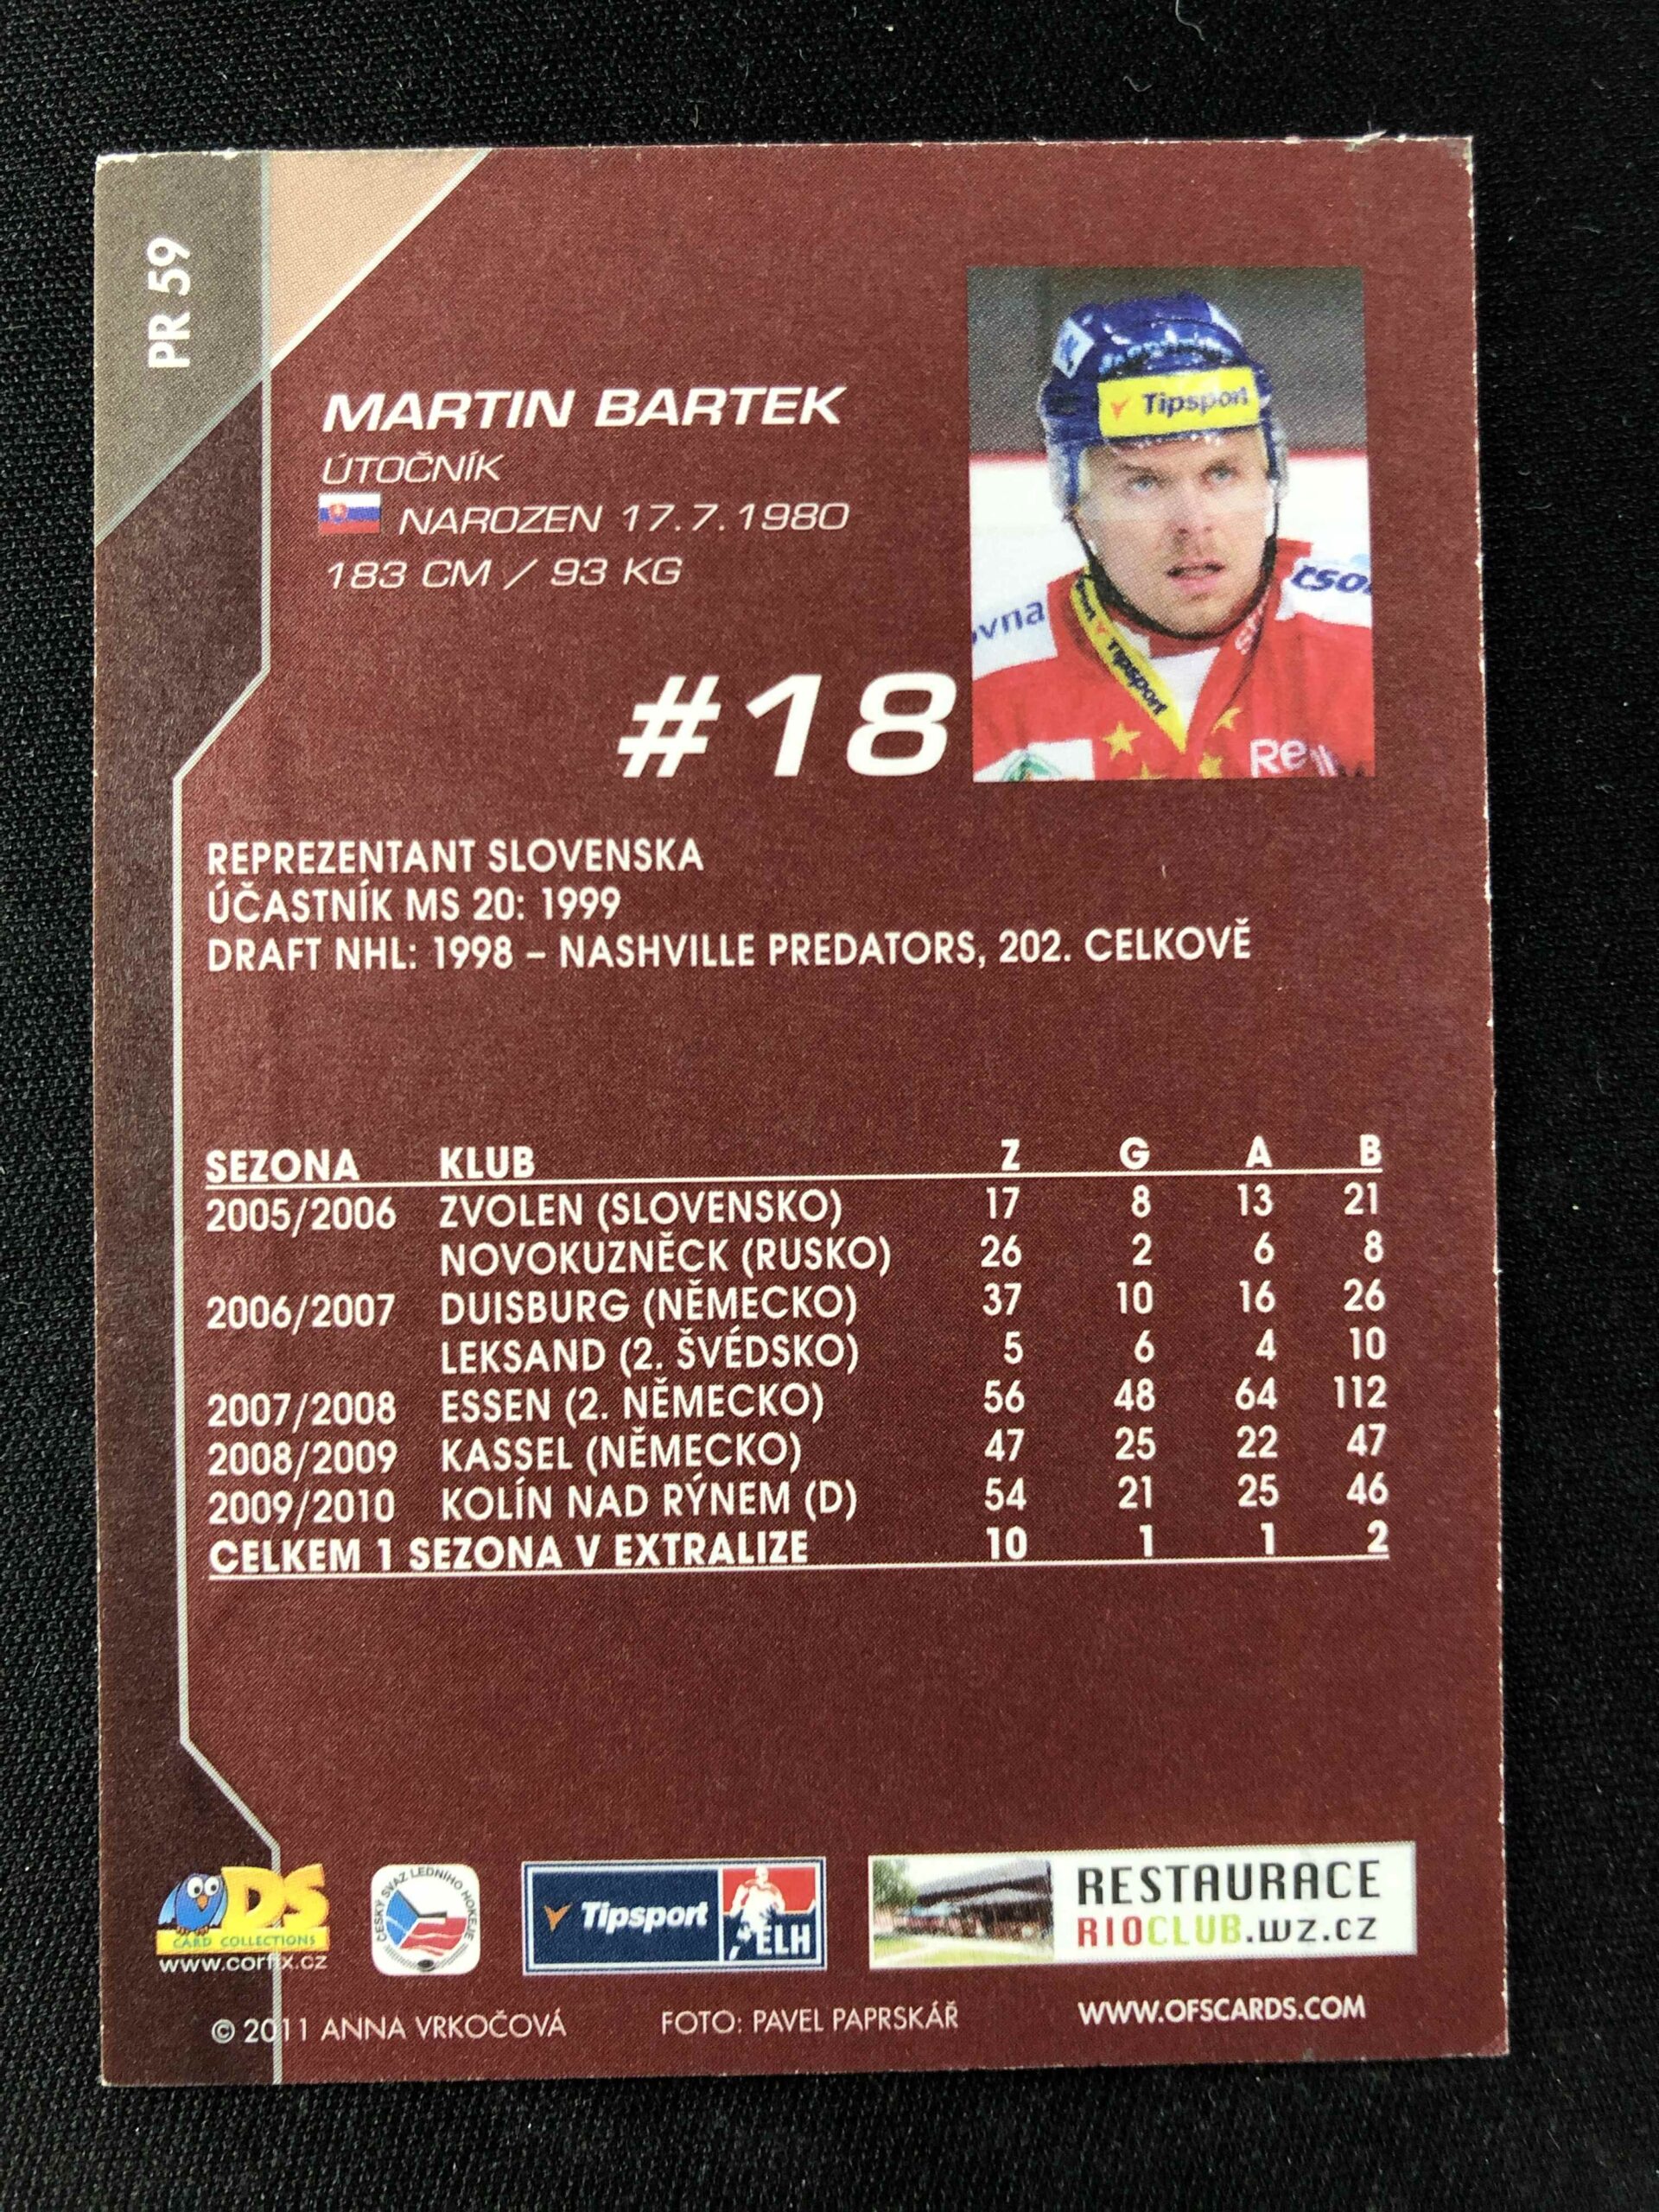 PR 59
MARTIN BARTEK
ÚTOČNÍK
NAROZEN 17.7.1980
183 CM / 93 KG
#18
Tipsport
Tipsport
REPREZENTANT SLOVENSKA
ÚČASTNÍK MS 20: 1999
DRAFT NHL: 1998 – NASHVILLE PREDATORS, 202. CELKOVĚ
SEZONA KLUB Z G A B
2005/2006 ZVOLEN (SLOVENSKO) 17 8 13 21
NOVOKUZNĚCK (RUSKO) 26 2 6 8
2006/2007 DUISBURG (NĚMECKO) 37 10 16 26
LEKSAND (2. ŠVÉDSKO) 5 6 4 10
2007/2008 ESSEN (2. NĚMECKO) 56 48 64 112
2008/2009 KASSEL (NĚMECKO) 47 25 22 47
2009/2010 KOLÍN NAD RÝNEM (D) 54 21 25 46
CELKEM 1 SEZONA V EXTRALIZE 10 1 1 2
DS
CARD COLLECTIONS
www.corfix.cz
ČESKÝ SVAZ LEDNÍHO HOKEJE
Tipsport ELH
RESTAURACE
RIOCLUB.WZ.CZ
© 2011 ANNA VRKOČOVÁ FOTO: PAVEL PAPRSKÁŘ WWW.OFSCARDS.COM